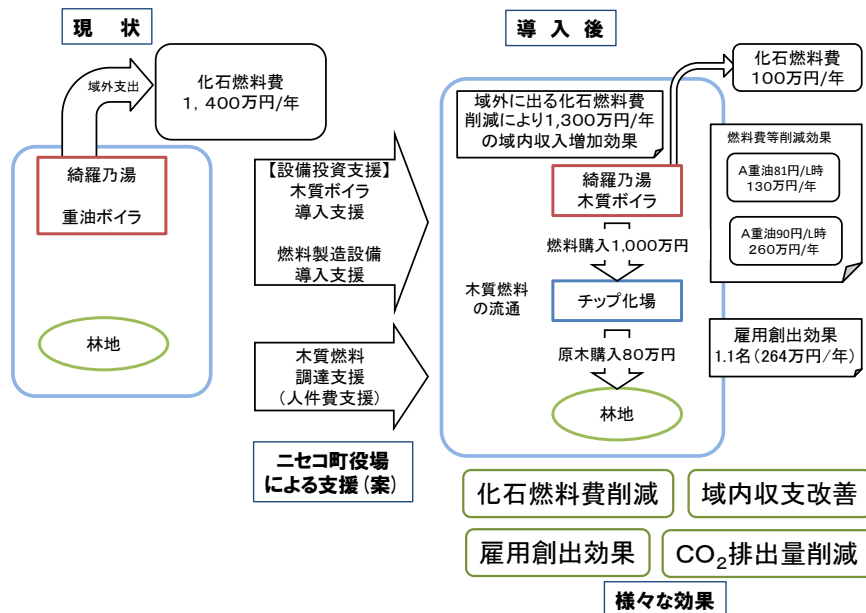 現　状
域外支出
化石燃料費
1，400万円/年
綺羅乃湯
重油ボイラ
林地
【設備投資支援】
木質ボイラ
導入支援
燃料製造設備
導入支援
木質燃料
調達支援
(人件費支援)
ニセコ町役場
による支援(案)
導 入 後
化石燃料費
100万円/年
域外に出る化石燃料費
削減により1,300万円/年
の域内収入増加効果
綺羅乃湯
木質ボイラ
燃料購入1,000万円
木質燃料
の流通
チップ化場
原木購入80万円
林地
燃料費等削減効果
A重油81円/L時
130万円/年
A重油90円/L時
260万円/年
雇用創出効果
1.1名(264万円/年)
化石燃料費削減
域内収支改善
雇用創出効果
CO₂排出量削減
様々な効果